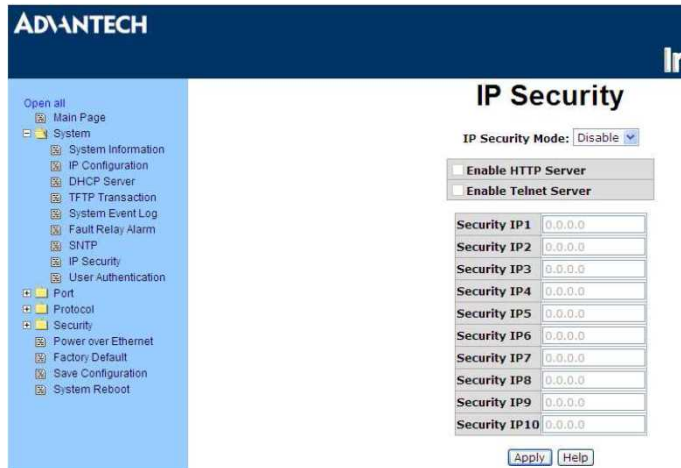 ADVANTECH
In
Open all
Main Page
System
System Information
IP Configuration
DHCP Server
TFTP Transaction
System Event Log
Fault Relay Alarm
SNTP
IP Security
User Authentication
Port
Protocol
Security
Power over Ethernet
Factory Default
Save Configuration
System Reboot
IP Security
IP Security Mode: Disable
Enable HTTP Server
Enable Telnet Server
Security IP1 0.0.0.0
Security IP2 0.0.0.0
Security IP3 0.0.0.0
Security IP4 0.0.0.0
Security IP5 0.0.0.0
Security IP6 0.0.0.0
Security IP7 0.0.0.0
Security IP8 0.0.0.0
Security IP9 0.0.0.0
Security IP10 0.0.0.0
Apply Help